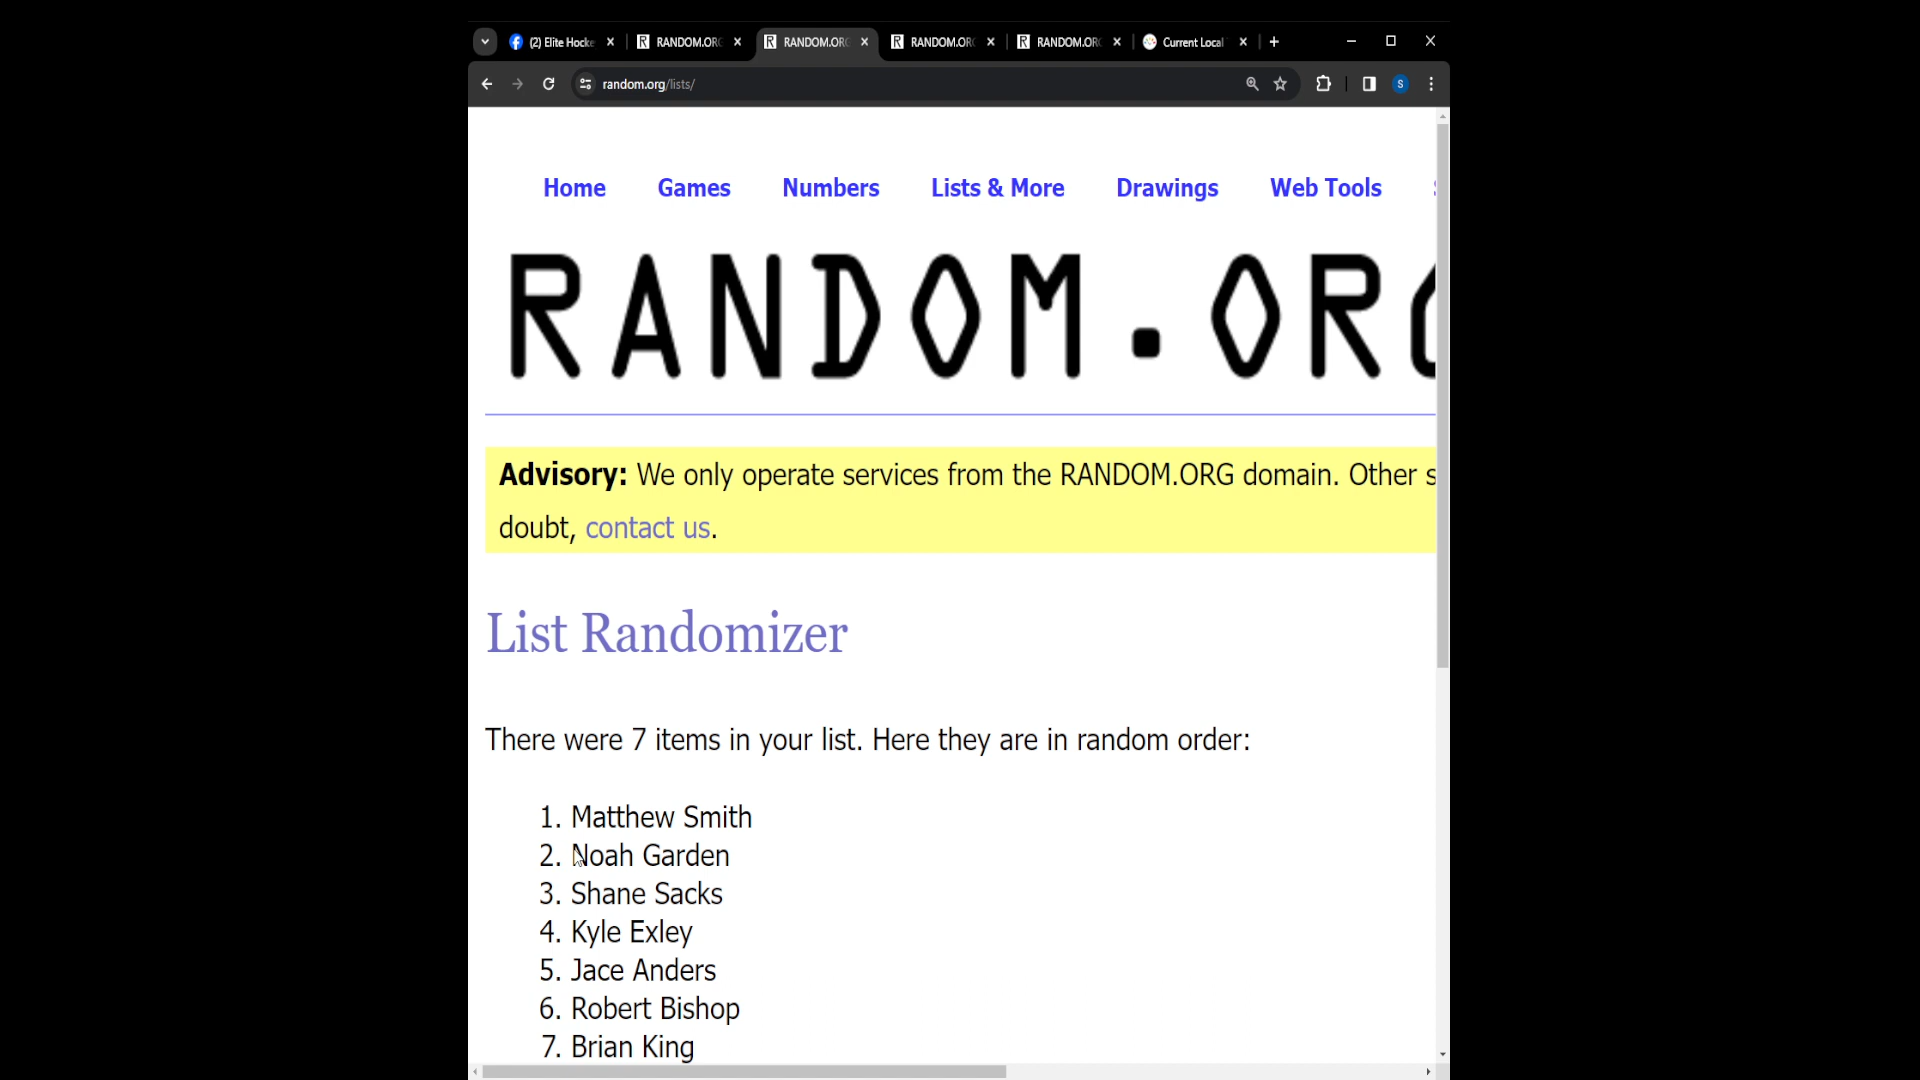 (2) Elite Hocke RANDOM.ORG RANDOM.ORG RANDOM.ORG RANDOM.ORG Current Local
random.org/lists/ S
Home Games Numbers Lists & More Drawings Web Tools
RANDOM.ORG
Advisory: We only operate services from the RANDOM.ORG domain. Other s
doubt, contact us.
List Randomizer
There were 7 items in your list. Here they are in random order:
1. Matthew Smith
2. Noah Garden
3. Shane Sacks
4. Kyle Exley
5. Jace Anders
6. Robert Bishop
7. Brian King